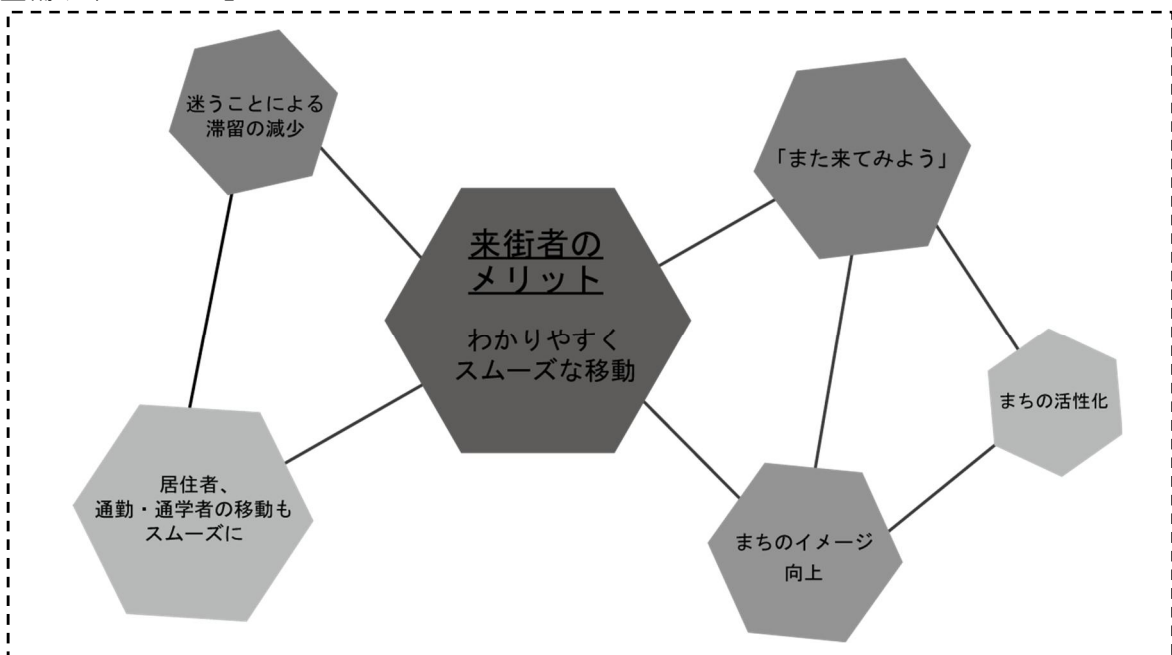 迷うことによる
滞留の減少
「また来てみよう」
来街者の
メリット
わかりやすく
スムーズな移動
まちの活性化
居住者、
通勤・通学者の移動も
スムーズに
まちのイメージ
向上